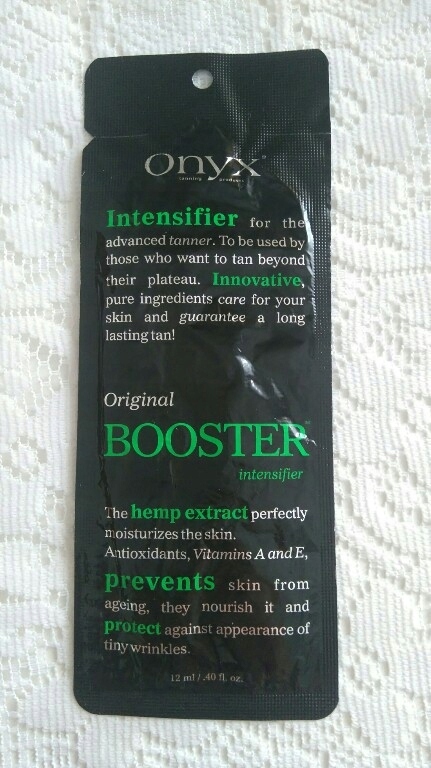 Onyx
tanning products
Intensifier for the
advanced tanner. To be used by
those who want to tan beyond
their plateau. Innovative,
pure ingredients care for your
skin and guarantee a long
lasting tan!
Original
BOOSTER
intensifier
The hemp extract perfectly
moisturizes the skin.
Antioxidants, Vitamins A and E,
prevents skin from
ageing, they nourish it and
protect against appearance of
tiny wrinkles.
12 ml / .40 fl. oz.